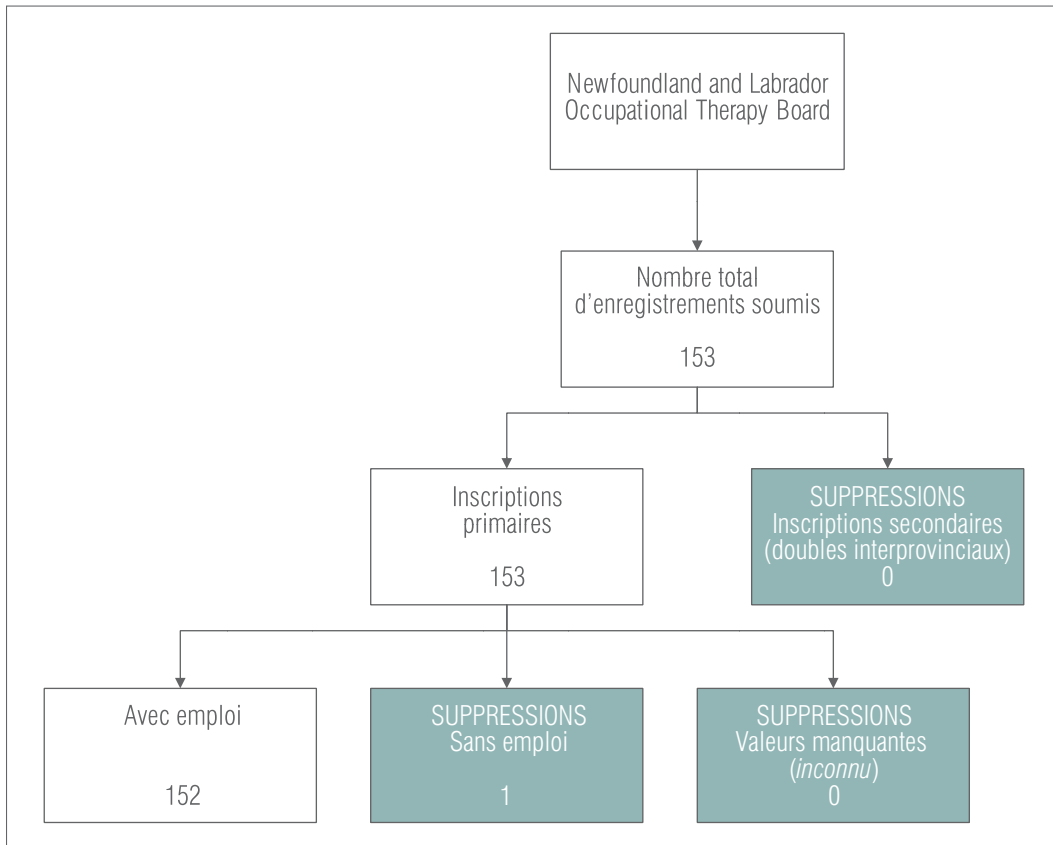 Newfoundland and Labrador
Occupational Therapy Board
Nombre total
d'enregistrements soumis
153
Inscriptions
primaires
153
SUPPRESSIONS
Inscriptions secondaires
(doubles interprovinciaux)
0
Avec emploi
152
SUPPRESSIONS
Sans emploi
1
SUPPRESSIONS
Valeurs manquantes
(inconnu)
0